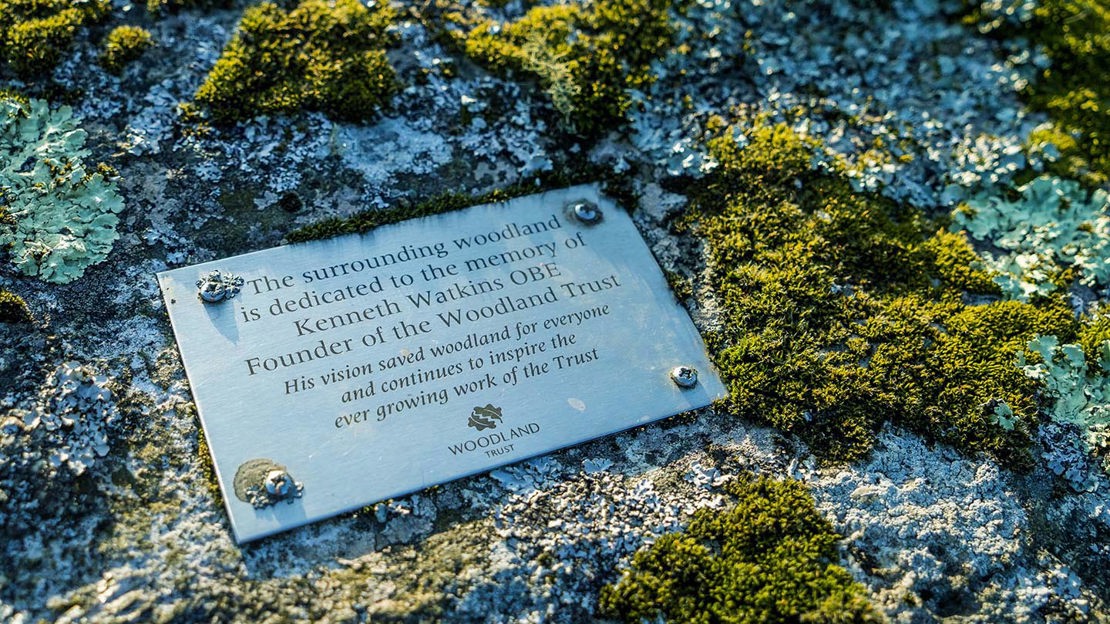 The surrounding woodland
is dedicated to the memory of
Kenneth Watkins OBE
Founder of the Woodland Trust
His vision saved woodland for everyone
and continues to inspire the
ever growing work of the Trust
WOODLAND
TRUST